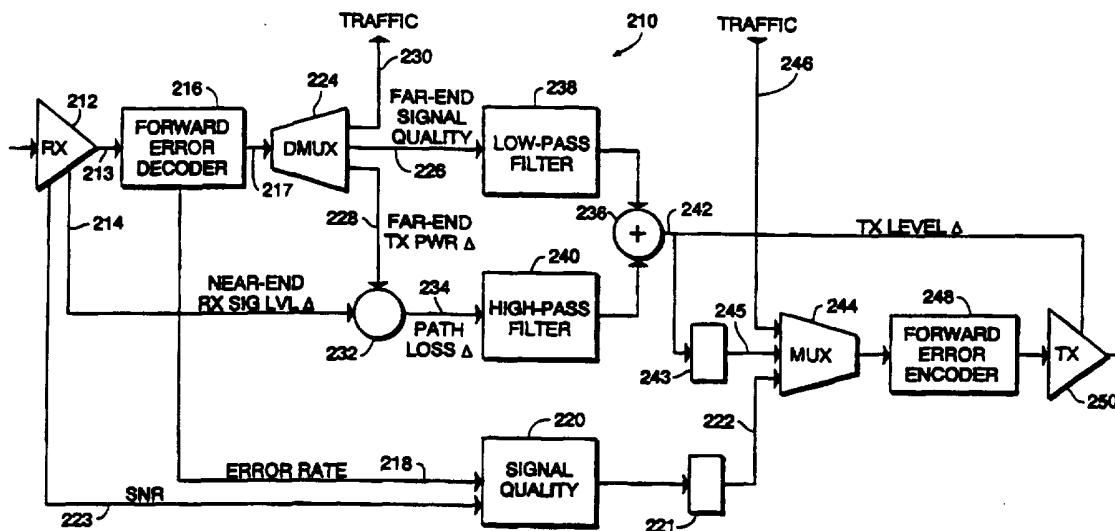 TRAFFIC
210
TRAFFIC
230
246
212
216
224
FAR-END
SIGNAL
QUALITY
238
RX
213
FORWARD
ERROR
DECODER
217
DMUX
226
LOW-PASS
FILTER
214
228
FAR-END
TX PWR Δ
236
+
242
TX LEVEL Δ
NEAR-END
RX SIG LVL Δ
232
234
PATH
LOSS Δ
240
HIGH-PASS
FILTER
243
245
244
MUX
248
FORWARD
ERROR
ENCODER
TX
250
222
220
SIGNAL
QUALITY
221
ERROR RATE
218
SNR
223